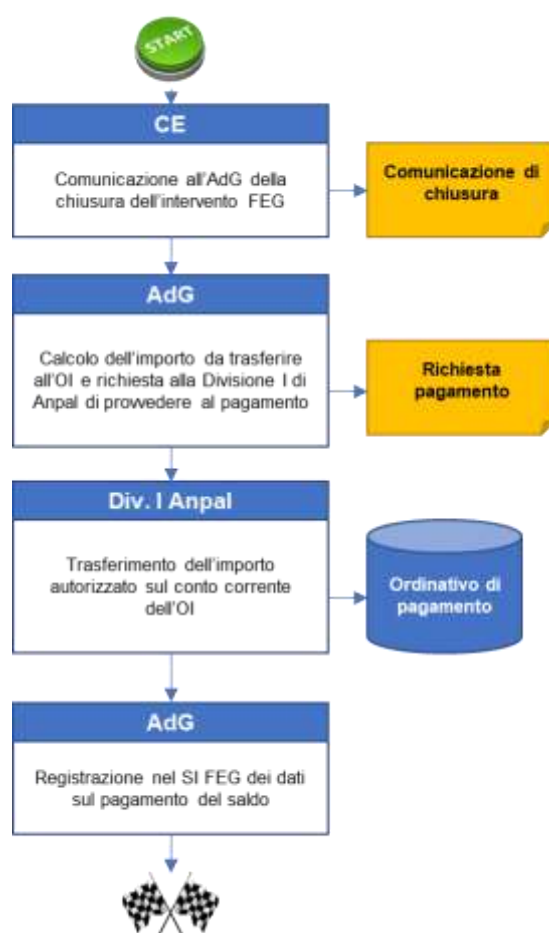 START
CE
Comunicazione all'AdG della
chiusura dell'intervento FEG
Comunicazione di
chiusura
AdG
Calcolo dell'importo da trasferire
all'OI e richiesta alla Divisione I di
Anpal di provvedere al pagamento
Richiesta
pagamento
Div. I Anpal
Trasferimento dell'importo
autorizzato sul conto corrente
dell'OI
Ordinativo di
pagamento
AdG
Registrazione nel SI FEG dei dati
sul pagamento del saldo